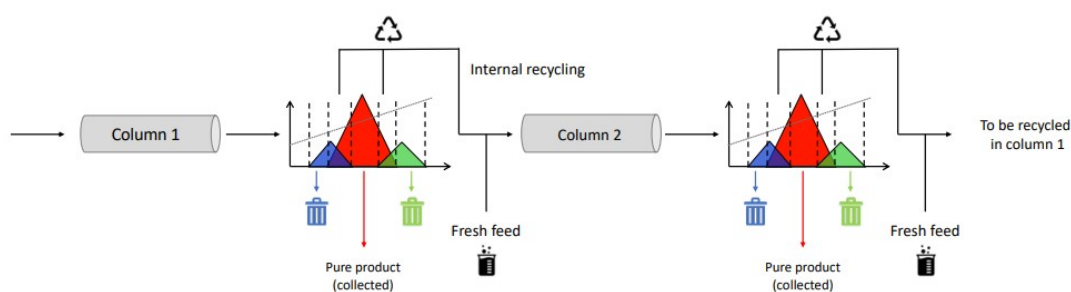 Column 1
Internal recycling
Fresh feed
Pure product
(collected)
Column 2
To be recycled
in column 1
Fresh feed
Pure product
(collected)